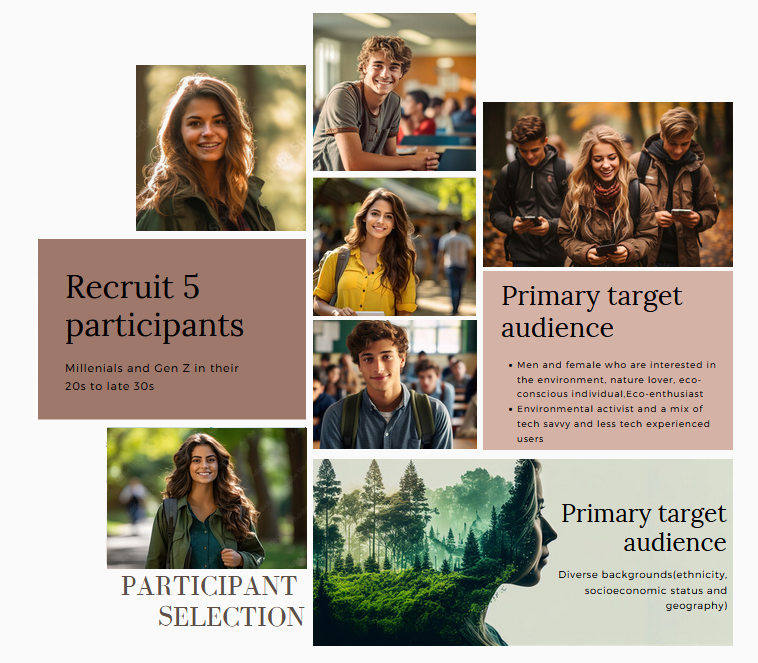 Recruit 5
participants
Millenials and Gen Z in their
20s to late 30s
Primary target
audience
• Men and female who are interested in
the environment, nature lover, eco-
conscious individual,Eco-enthusiast
• Environmental activist and a mix of
tech savvy and less tech experienced
users
Primary target
audience
Diverse backgrounds(ethnicity,
socioeconomic status and
geography)
PARTICIPANT
SELECTION